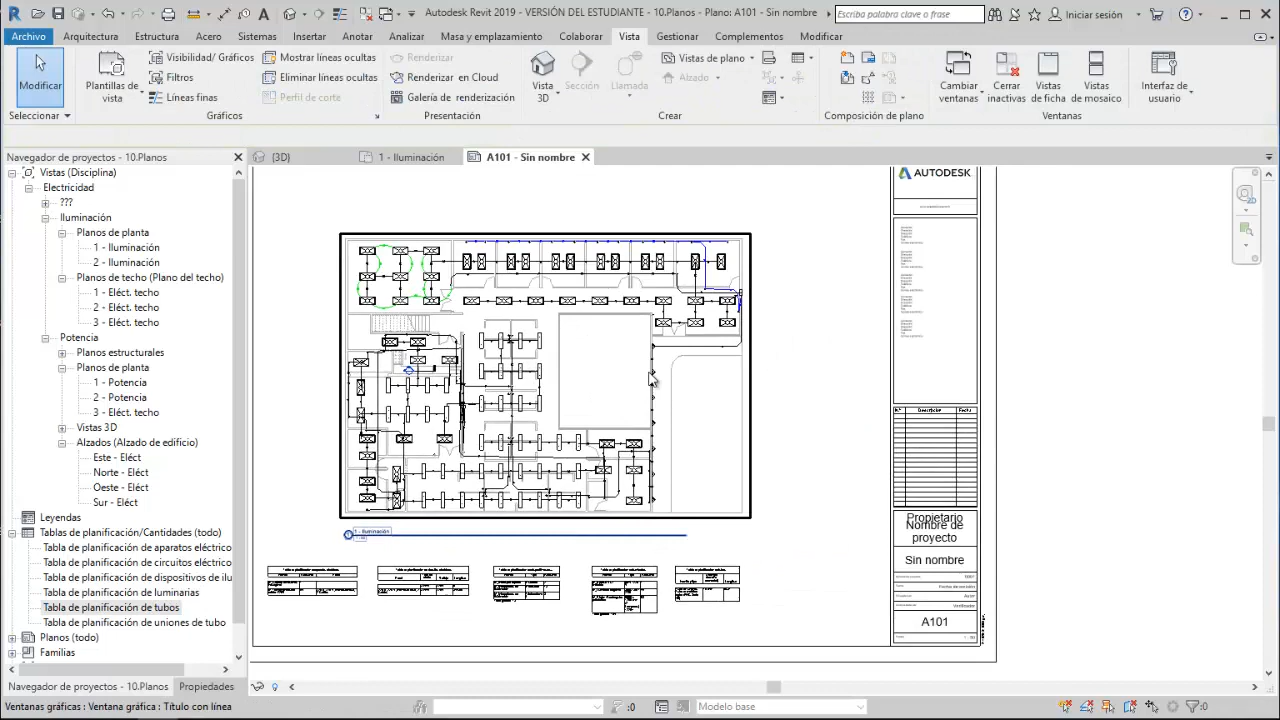 Autodesk Revit 2019 - VERSIÓN DEL ESTUDIANTE - 10.Planos - Plano: A101 - Sin nombre
Escriba palabra clave o frase
Iniciar sesión
Archivo Arquitectura Estructura Acero Sistemas Insertar Anotar Analizar Masa y emplazamiento Colaborar Vista Gestionar Modificar
Modificar
Seleccionar
Plantillas de vista
Visibilidad/ Gráficos
Filtros
Líneas finas
Mostrar líneas ocultas
Eliminar líneas ocultas
Perfil de corte
Gráficos
Renderizar
Renderizar en Cloud
Galería de renderización
Presentación
Vista 3D
Sección
Llamada
Vistas de plano
Alzado
Crear
Composición de plano
Cambiar ventanas
Cerrar inactivas
Vistas de ficha
Vistas de mosaico
Ventanas
Interfaz de usuario
Navegador de proyectos - 10.Planos
{3D}
1 - Iluminación
A101 - Sin nombre
Vistas (Disciplina)
Electricidad
???
Iluminación
Planos de planta
1 - Iluminación
2 - Iluminación
Planos de techo (Planos del no
1 - Eléct techo
2 - Eléct techo
3 - Eléct. techo
Potencia
Planos estructurales
Planos de planta
1 - Potencia
2 - Potencia
3 - Eléct. techo
Vistas 3D
Alzados (Alzado de edificio)
Este - Eléct
Norte - Eléct
Oeste - Eléct
Sur - Eléct
Leyendas
Tablas de planificación/Cantidades (todo)
Tabla de planificación de aparatos eléctrico
Tabla de planificación de circuitos eléctrico
Tabla de planificación de dispositivos de ilu
Tabla de planificación de luminarias
Tabla de planificación de tubos
Tabla de planificación de uniones de tubo
Planos (todo)
Familias
Navegador de proyectos - 10.Planos
Propiedades
AUTODESK
N.º Descripción Fecha
Propietario
Nombre de proyecto
Sin nombre
A101
1 - Iluminación
Ventanas gráficas : Ventana gráfica : Título con línea
:0
Modelo base
:0